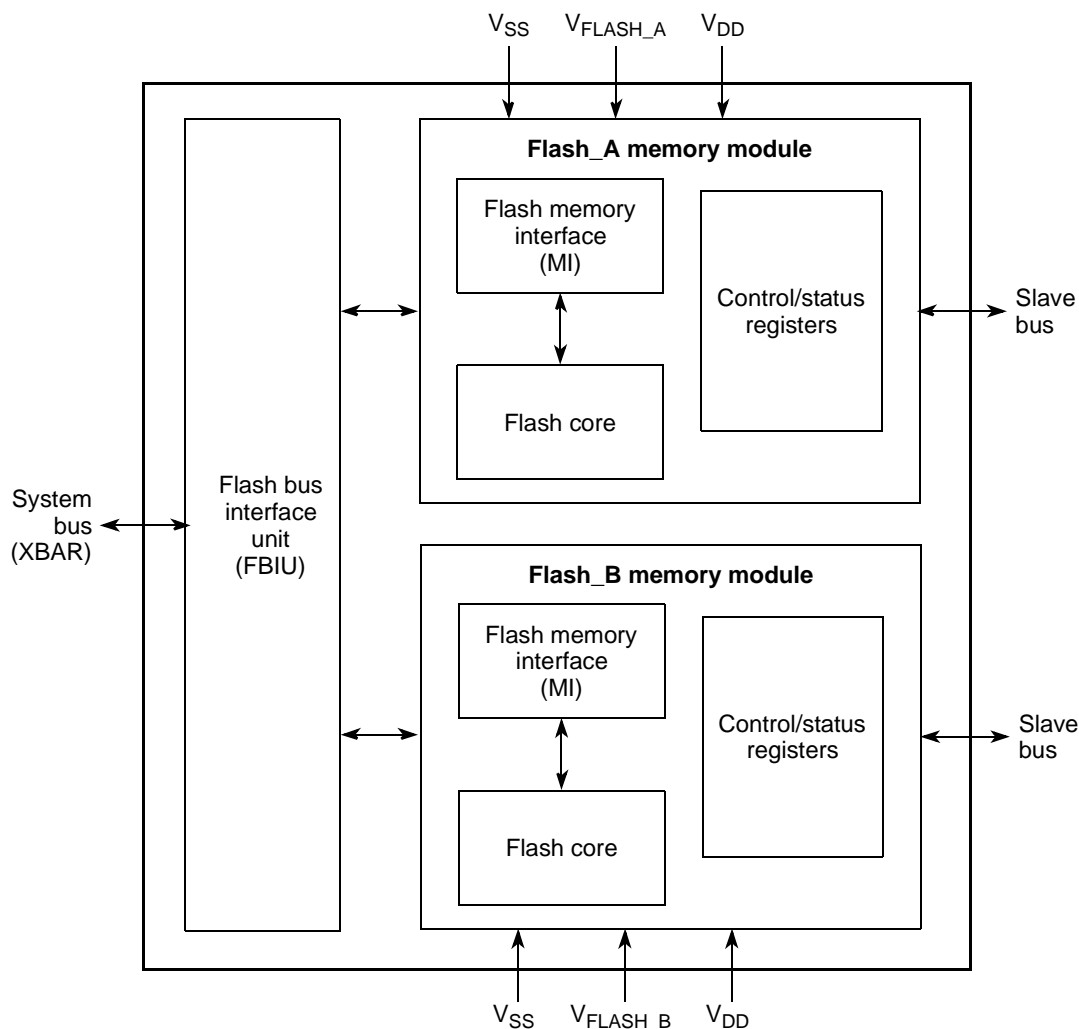 VSS VFLASH_A VDD
Flash_A memory module
Flash memory
interface
(MI)
Control/status
registers
Slave
bus
Flash core
System
bus
(XBAR)
Flash bus
interface
unit
(FBIU)
Flash_B memory module
Flash memory
interface
(MI)
Control/status
registers
Slave
bus
Flash core
VSS VFLASH_B VDD